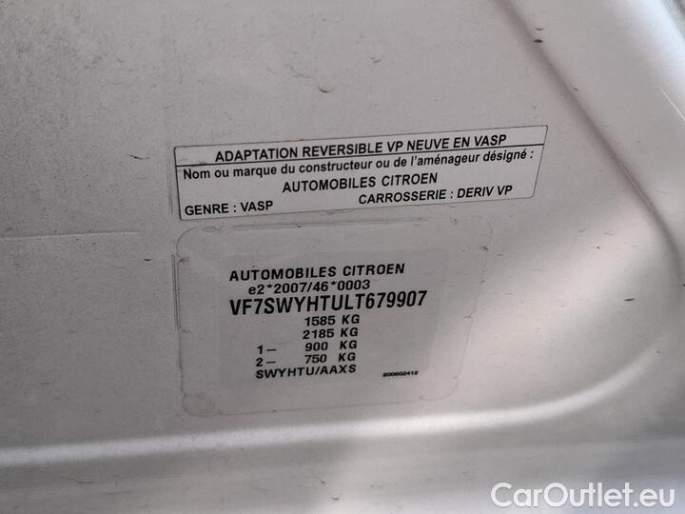 ADAPTATION REVERSIBLE VP NEUVE EN VASP
Nom ou marque du constructeur ou de l'aménageur désigné :
AUTOMOBILES CITROEN
GENRE : VASP CARROSSERIE : DERIV VP
AUTOMOBILES CITROEN
e2*2007/46*0003
VF7SWYHTULT679907
1585 KG
2185 KG
1– 900 KG
2– 750 KG
SWYHTU/AAXS
CarOutlet.eu